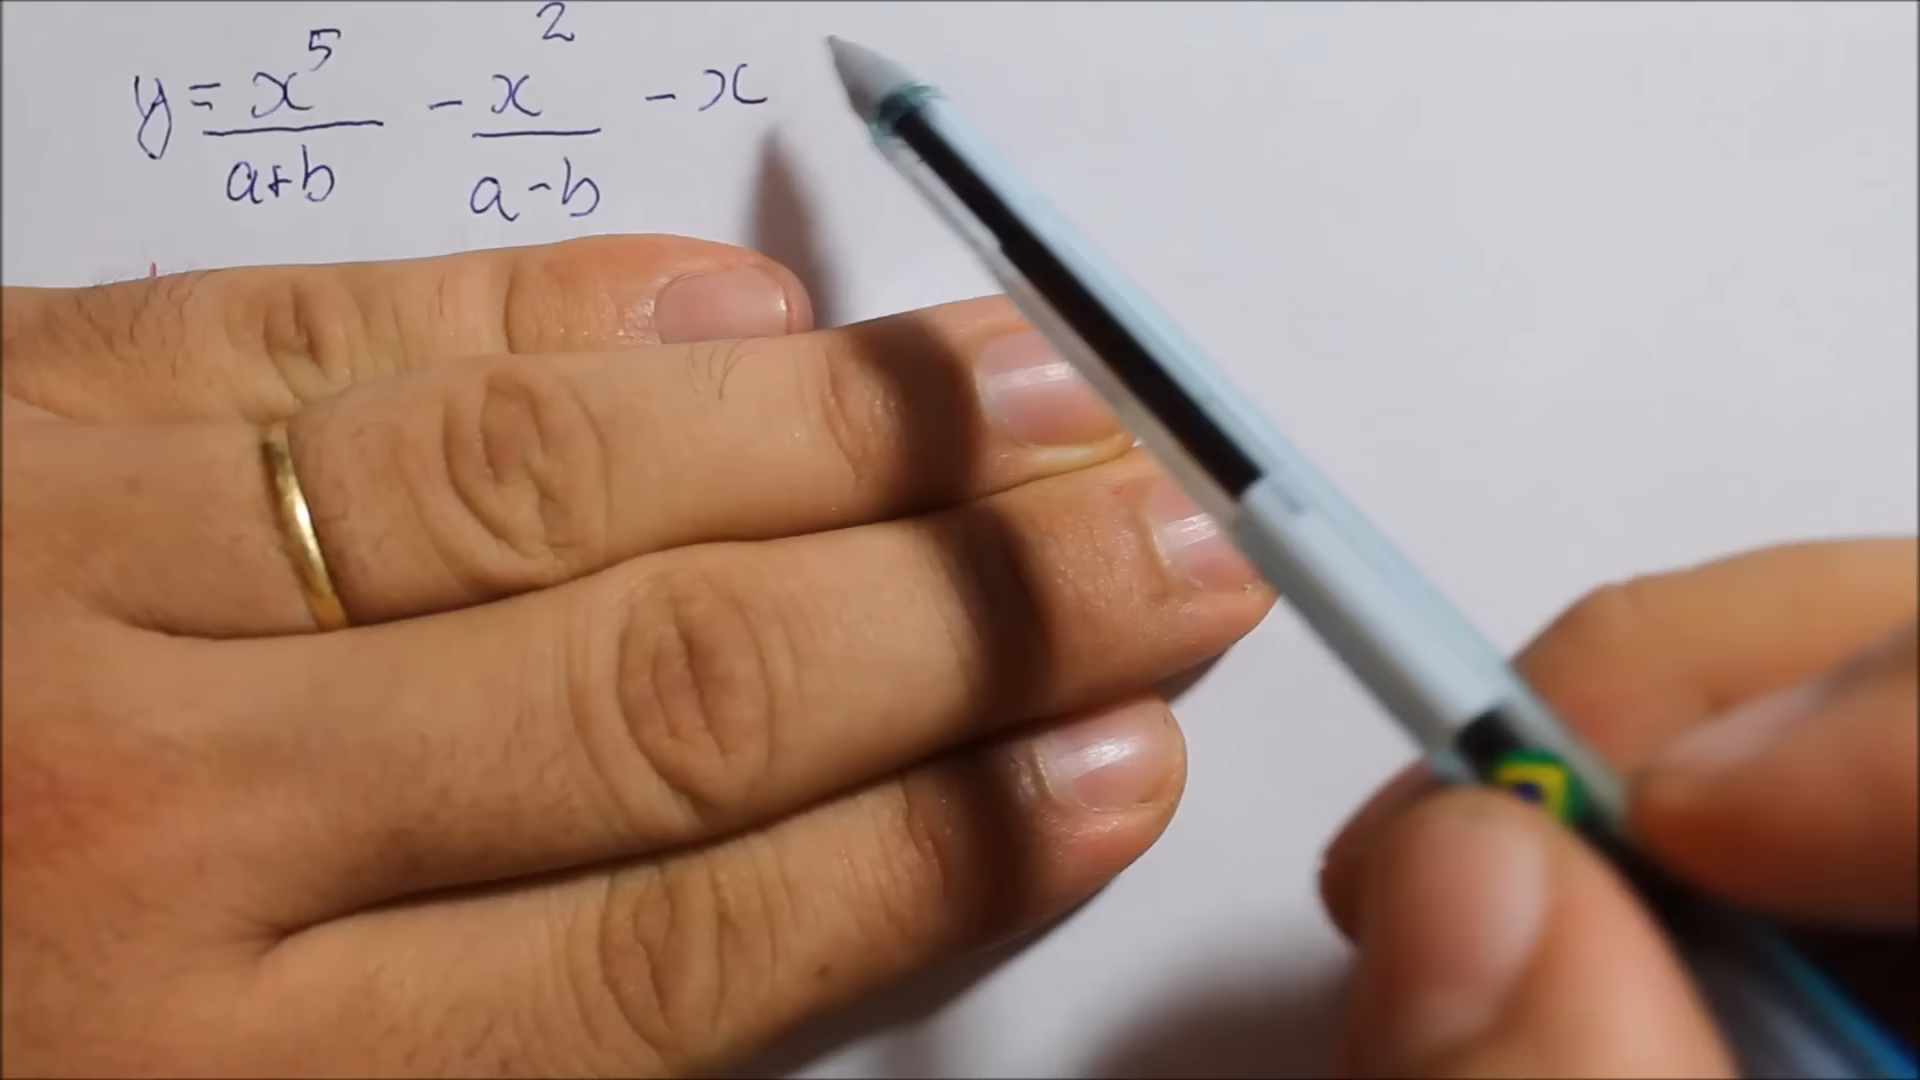 y = x^5/(a+b) - x^2/(a-b) - x